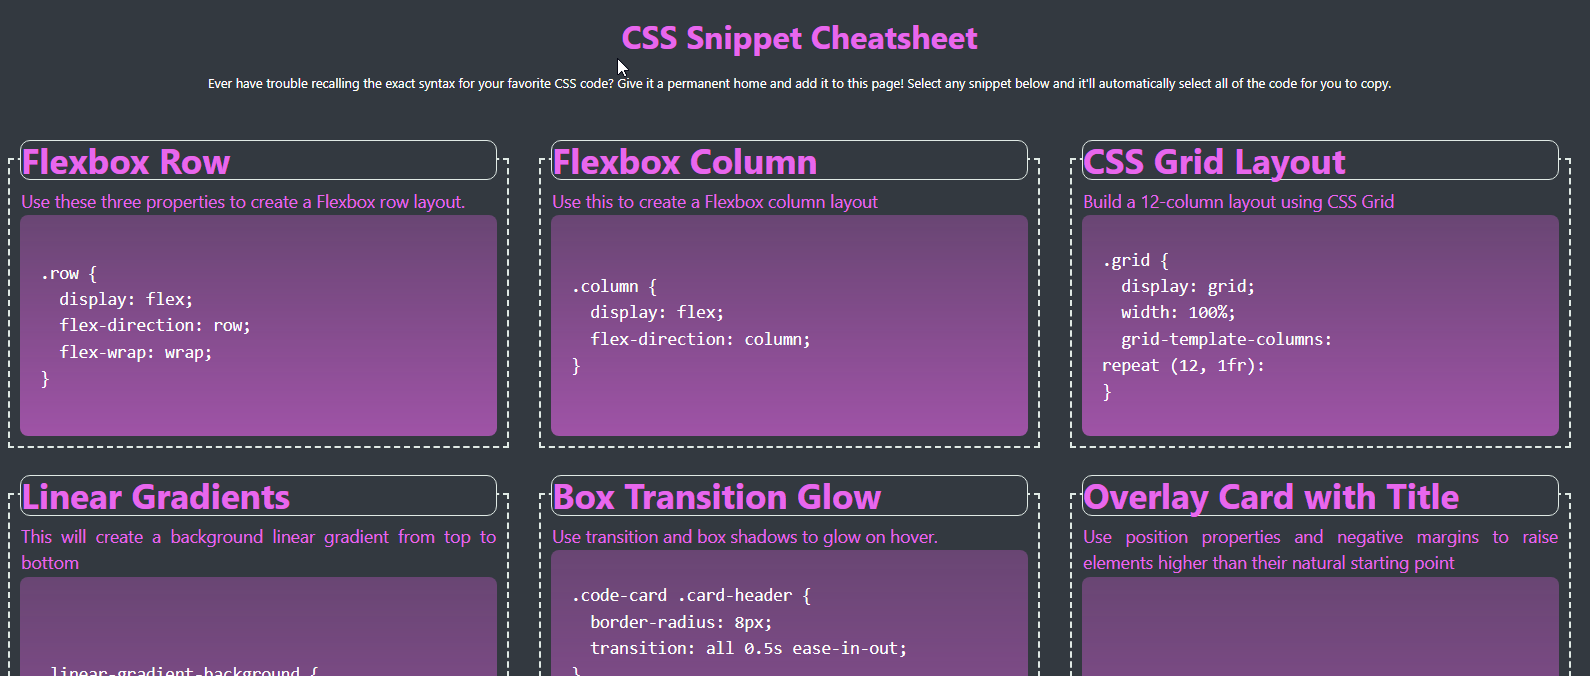 CSS Snippet Cheatsheet
Ever have trouble recalling the exact syntax for your favorite CSS code? Give it a permanent home and add it to this page! Select any snippet below and it'll automatically select all of the code for you to copy.
Flexbox Row
Use these three properties to create a Flexbox row layout.
.row {
  display: flex;
  flex-direction: row;
  flex-wrap: wrap;
}
Flexbox Column
Use this to create a Flexbox column layout
.column {
  display: flex;
  flex-direction: column;
}
CSS Grid Layout
Build a 12-column layout using CSS Grid
.grid {
  display: grid;
  width: 100%;
  grid-template-columns:
repeat (12, 1fr):
}
Linear Gradients
This will create a background linear gradient from top to
bottom
.linear-gradient-background {
Box Transition Glow
Use transition and box shadows to glow on hover.
.code-card .card-header {
  border-radius: 8px;
  transition: all 0.5s ease-in-out;
}
Overlay Card with Title
Use position properties and negative margins to raise
elements higher than their natural starting point